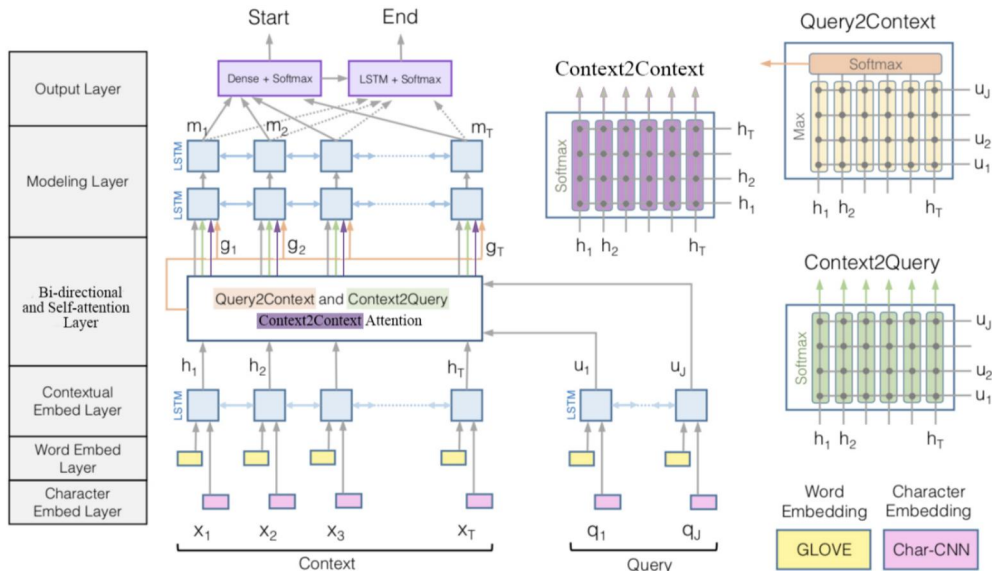 Start
End
Query2Context
Output Layer
Dense + Softmax
LSTM + Softmax
Context2Context
Softmax
Max
u_J
u_2
u_1
h_1 h_2 h_T
m_1 m_2 m_T
Modeling Layer
LSTM
LSTM
Softmax
h_T
h_2
h_1
h_1 h_2 h_T
g_1 g_2 g_T
Bi-directional
and Self-attention
Layer
Query2Context and Context2Query
Context2Context Attention
Context2Query
Softmax
u_J
u_2
u_1
h_1 h_2 h_T
h_1 h_2 h_T
u_1 u_J
Contextual
Embed Layer
LSTM
LSTM
Word Embed
Layer
Character
Embed Layer
x_1 x_2 x_3 x_T
q_1 q_J
Context
Query
Word
Embedding
Character
Embedding
GLOVE
Char-CNN